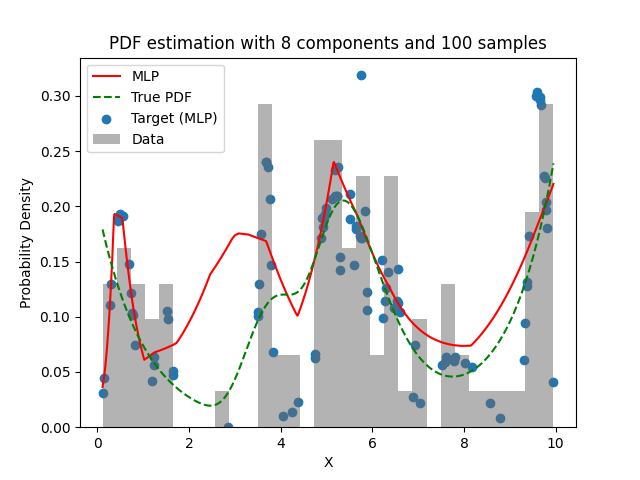 PDF estimation with 8 components and 100 samples
MLP
True PDF
Target (MLP)
Data
Probability Density
0.30
0.25
0.20
0.15
0.10
0.05
0.00
0 2 4 6 8 10
X